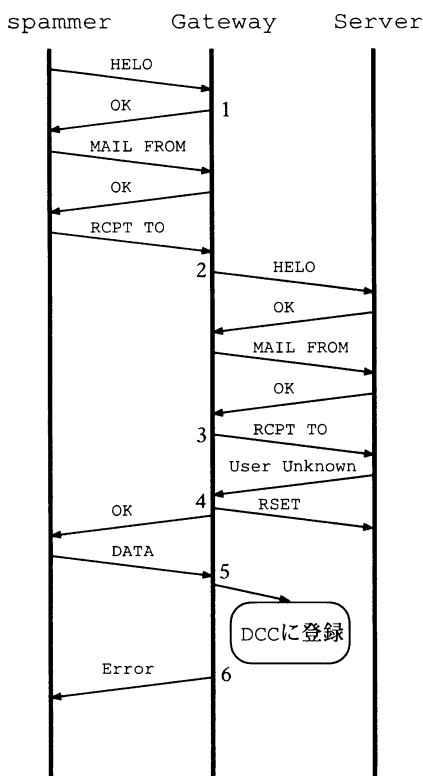 spammer Gateway Server
HELO
OK
1
MAIL FROM
OK
RCPT TO
2
HELO
OK
MAIL FROM
OK
3
RCPT TO
User Unknown
4
RSET
OK
DATA
5
DCCに登録
Error
6